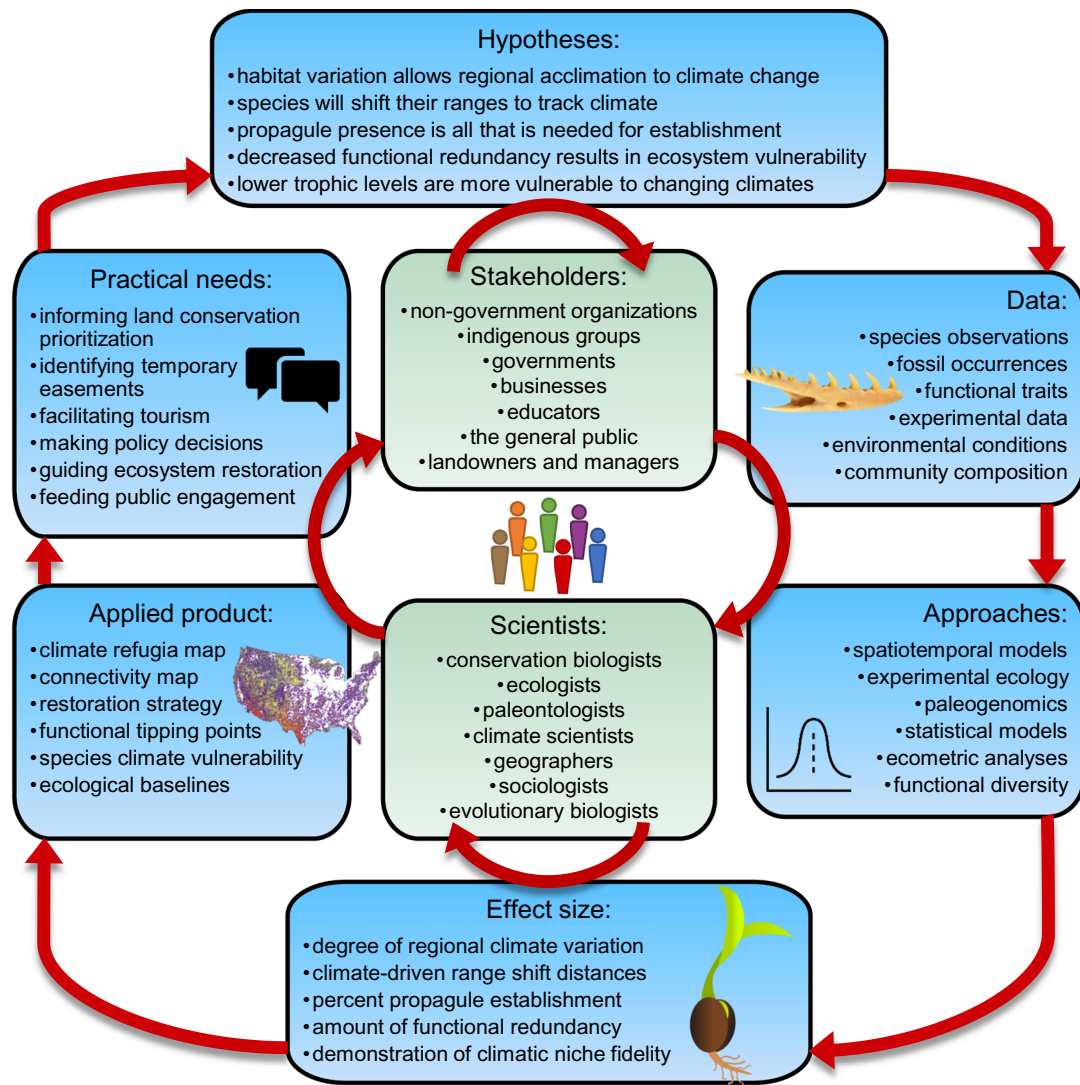 Hypotheses:
•habitat variation allows regional acclimation to climate change
•species will shift their ranges to track climate
•propagule presence is all that is needed for establishment
•decreased functional redundancy results in ecosystem vulnerability
•lower trophic levels are more vulnerable to changing climates
Practical needs:
•informing land conservation
prioritization
•identifying temporary
easements
•facilitating tourism
•making policy decisions
•guiding ecosystem restoration
•feeding public engagement
Stakeholders:
•non-government organizations
•indigenous groups
•governments
•businesses
•educators
•the general public
•landowners and managers
Data:
•species observations
•fossil occurrences
•functional traits
•experimental data
•environmental conditions
•community composition
Applied product:
•climate refugia map
•connectivity map
•restoration strategy
•functional tipping points
•species climate vulnerability
•ecological baselines
Scientists:
•conservation biologists
•ecologists
•paleontologists
•climate scientists
•geographers
•sociologists
•evolutionary biologists
Approaches:
•spatiotemporal models
•experimental ecology
•paleogenomics
•statistical models
•ecometric analyses
•functional diversity
Effect size:
•degree of regional climate variation
•climate-driven range shift distances
•percent propagule establishment
•amount of functional redundancy
•demonstration of climatic niche fidelity